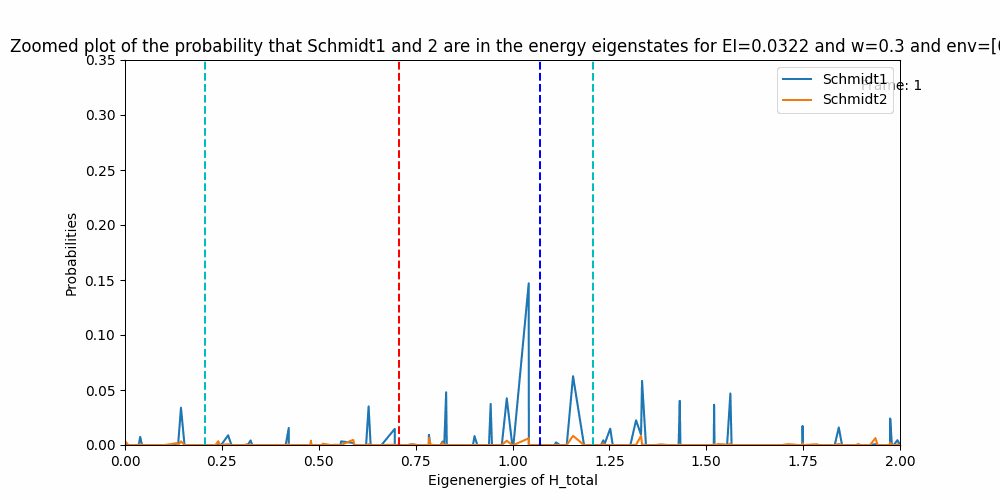 Zoomed plot of the probability that Schmidt1 and 2 are in the energy eigenstates for EI=0.0322 and w=0.3 and env=[
Schmidt1
Frame: 1
Schmidt2
Probabilities
0.35
0.30
0.25
0.20
0.15
0.10
0.05
0.00
0.00 0.25 0.50 0.75 1.00 1.25 1.50 1.75 2.00
Eigenenergies of H_total